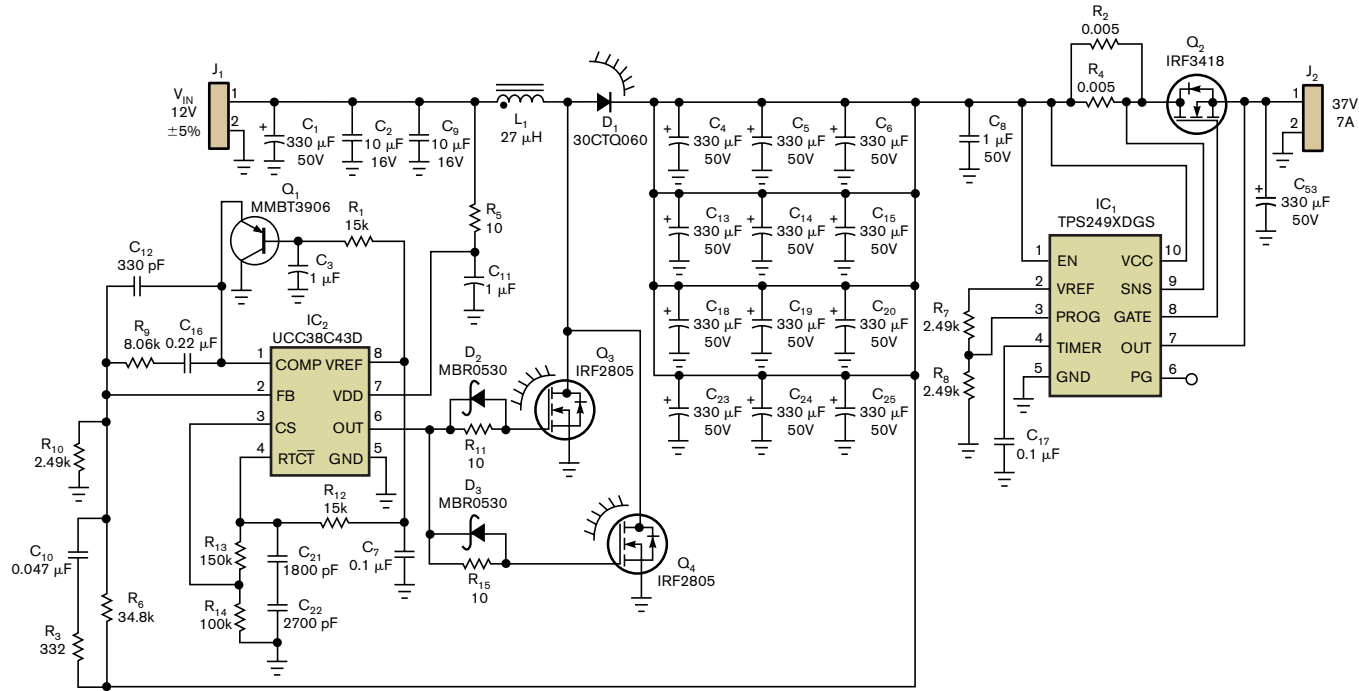 J1
VIN
12V
±5%
1
2
C1
330 µF
50V
C2
10 µF
16V
C9
10 µF
16V
L1
27 µH
D1
30CTQ060
C4
330 µF
50V
C5
330 µF
50V
C6
330 µF
50V
C8
1 µF
50V
R2
0.005
R4
0.005
Q2
IRF3418
J2
1
2
37V
7A
C53
330 µF
50V
Q1
MMBT3906
R1
15k
C3
1 µF
R5
10
C11
1 µF
C12
330 pF
R9
8.06k
C16
0.22 µF
C13
330 µF
50V
C14
330 µF
50V
C15
330 µF
50V
C18
330 µF
50V
C19
330 µF
50V
C20
330 µF
50V
C23
330 µF
50V
C24
330 µF
50V
C25
330 µF
50V
IC1
TPS249XDGS
1 EN VCC 10
2 VREF SNS 9
3 PROG GATE 8
4 TIMER OUT 7
5 GND PG 6
R7
2.49k
R8
2.49k
C17
0.1 µF
IC2
UCC38C43D
1 COMP VREF 8
2 FB VDD 7
3 CS OUT 6
4 RTCT GND 5
D2
MBR0530
R11
10
Q3
IRF2805
D3
MBR0530
R15
10
Q4
IRF2805
R10
2.49k
C10
0.047 µF
R3
332
R6
34.8k
R12
15k
R13
150k
R14
100k
C21
1800 pF
C22
2700 pF
C7
0.1 µF